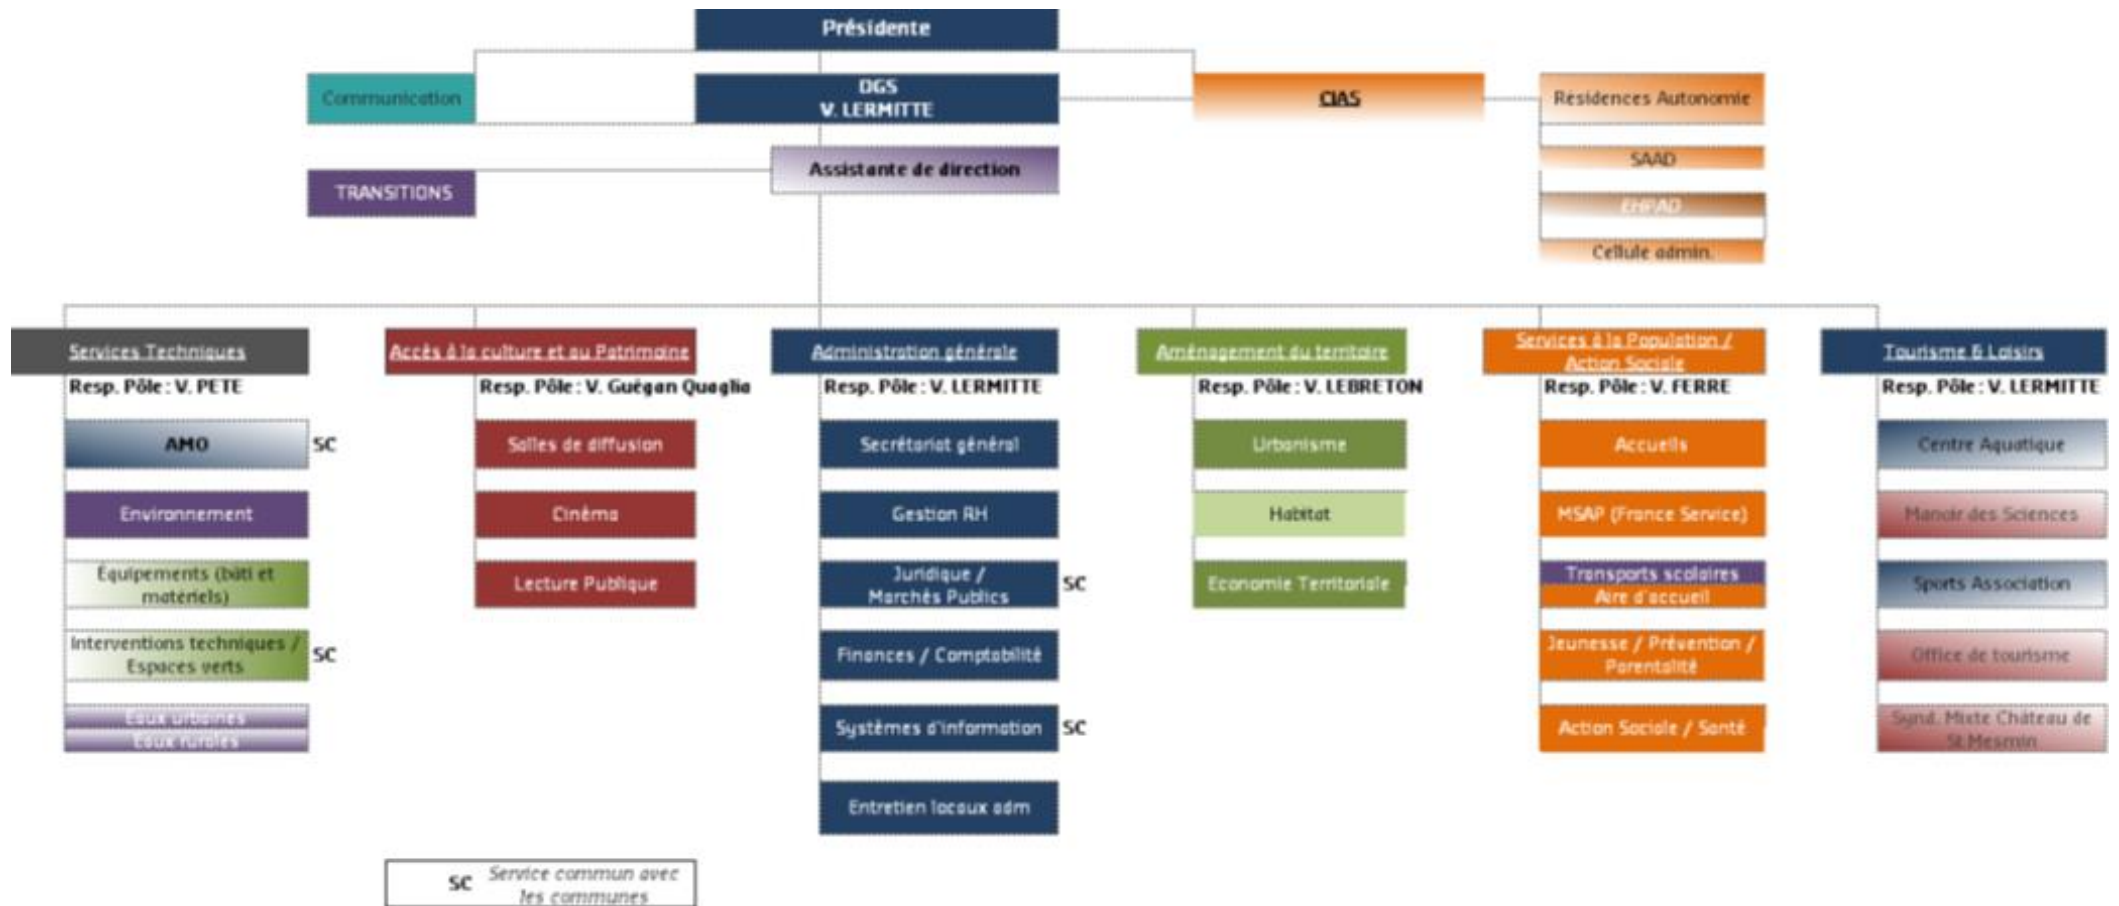 Présidente
Communication
DGS
V. LERMITTE
CIAS
Résidences Autonomie
Assistante de direction
SAAD
TRANSITIONS
EHPAD
Cellule admin.
Services Techniques
Resp. Pôle : V. PETE
AMO
SC
Environnement
Équipements (bâti et
matériels)
Interventions techniques /
Espaces verts
SC
Eaux urbaines
Eaux rurales
Accès à la culture et au Patrimoine
Resp. Pôle : V. Guégan Quaglia
Salles de diffusion
Cinéma
Lecture Publique
Administration générale
Resp. Pôle : V. LERMITTE
Secrétariat général
Gestion RH
Juridique /
Marchés Publics
SC
Finances / Comptabilité
Systèmes d'information
SC
Entretien locaux adm
Aménagement du territoire
Resp. Pôle : V. LEBRETON
Urbanisme
Habitat
Economie Territoriale
Services à la Population /
Action Sociale
Resp. Pôle : V. FERRE
Accueils
MSAP (France Service)
Transports scolaires
Aire d'accueil
Jeunesse / Prévention /
Parentalité
Action Sociale / Santé
Tourisme & Loisirs
Resp. Pôle : V. LERMITTE
Centre Aquatique
Manoir des Sciences
Sports Association
Office de tourisme
Synd. Mixte Château de
St Mesmin
SC Service commun avec
les communes